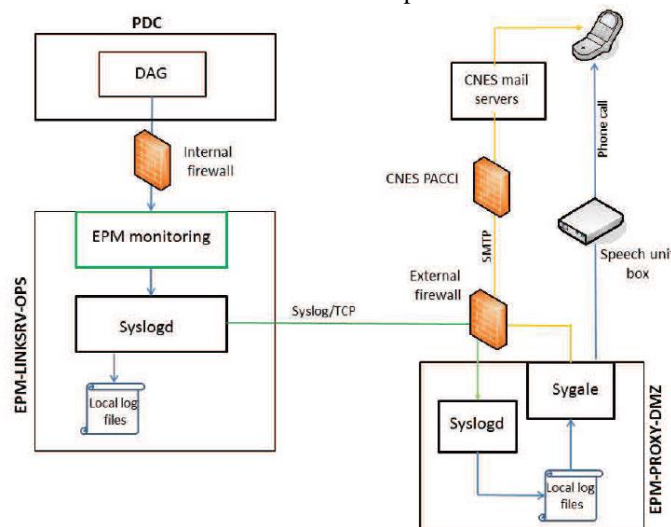 PDC
DAG
Internal
firewall
EPM monitoring
Syslogd
Local log
files
EPM-LINKSRV-OPS
Syslog/TCP
CNES mail
servers
CNES PACCI
SMTP
External
firewall
Phone call
Speech unit
box
Sygale
Syslogd
Local log
files
EPM-PROXY-DMZ